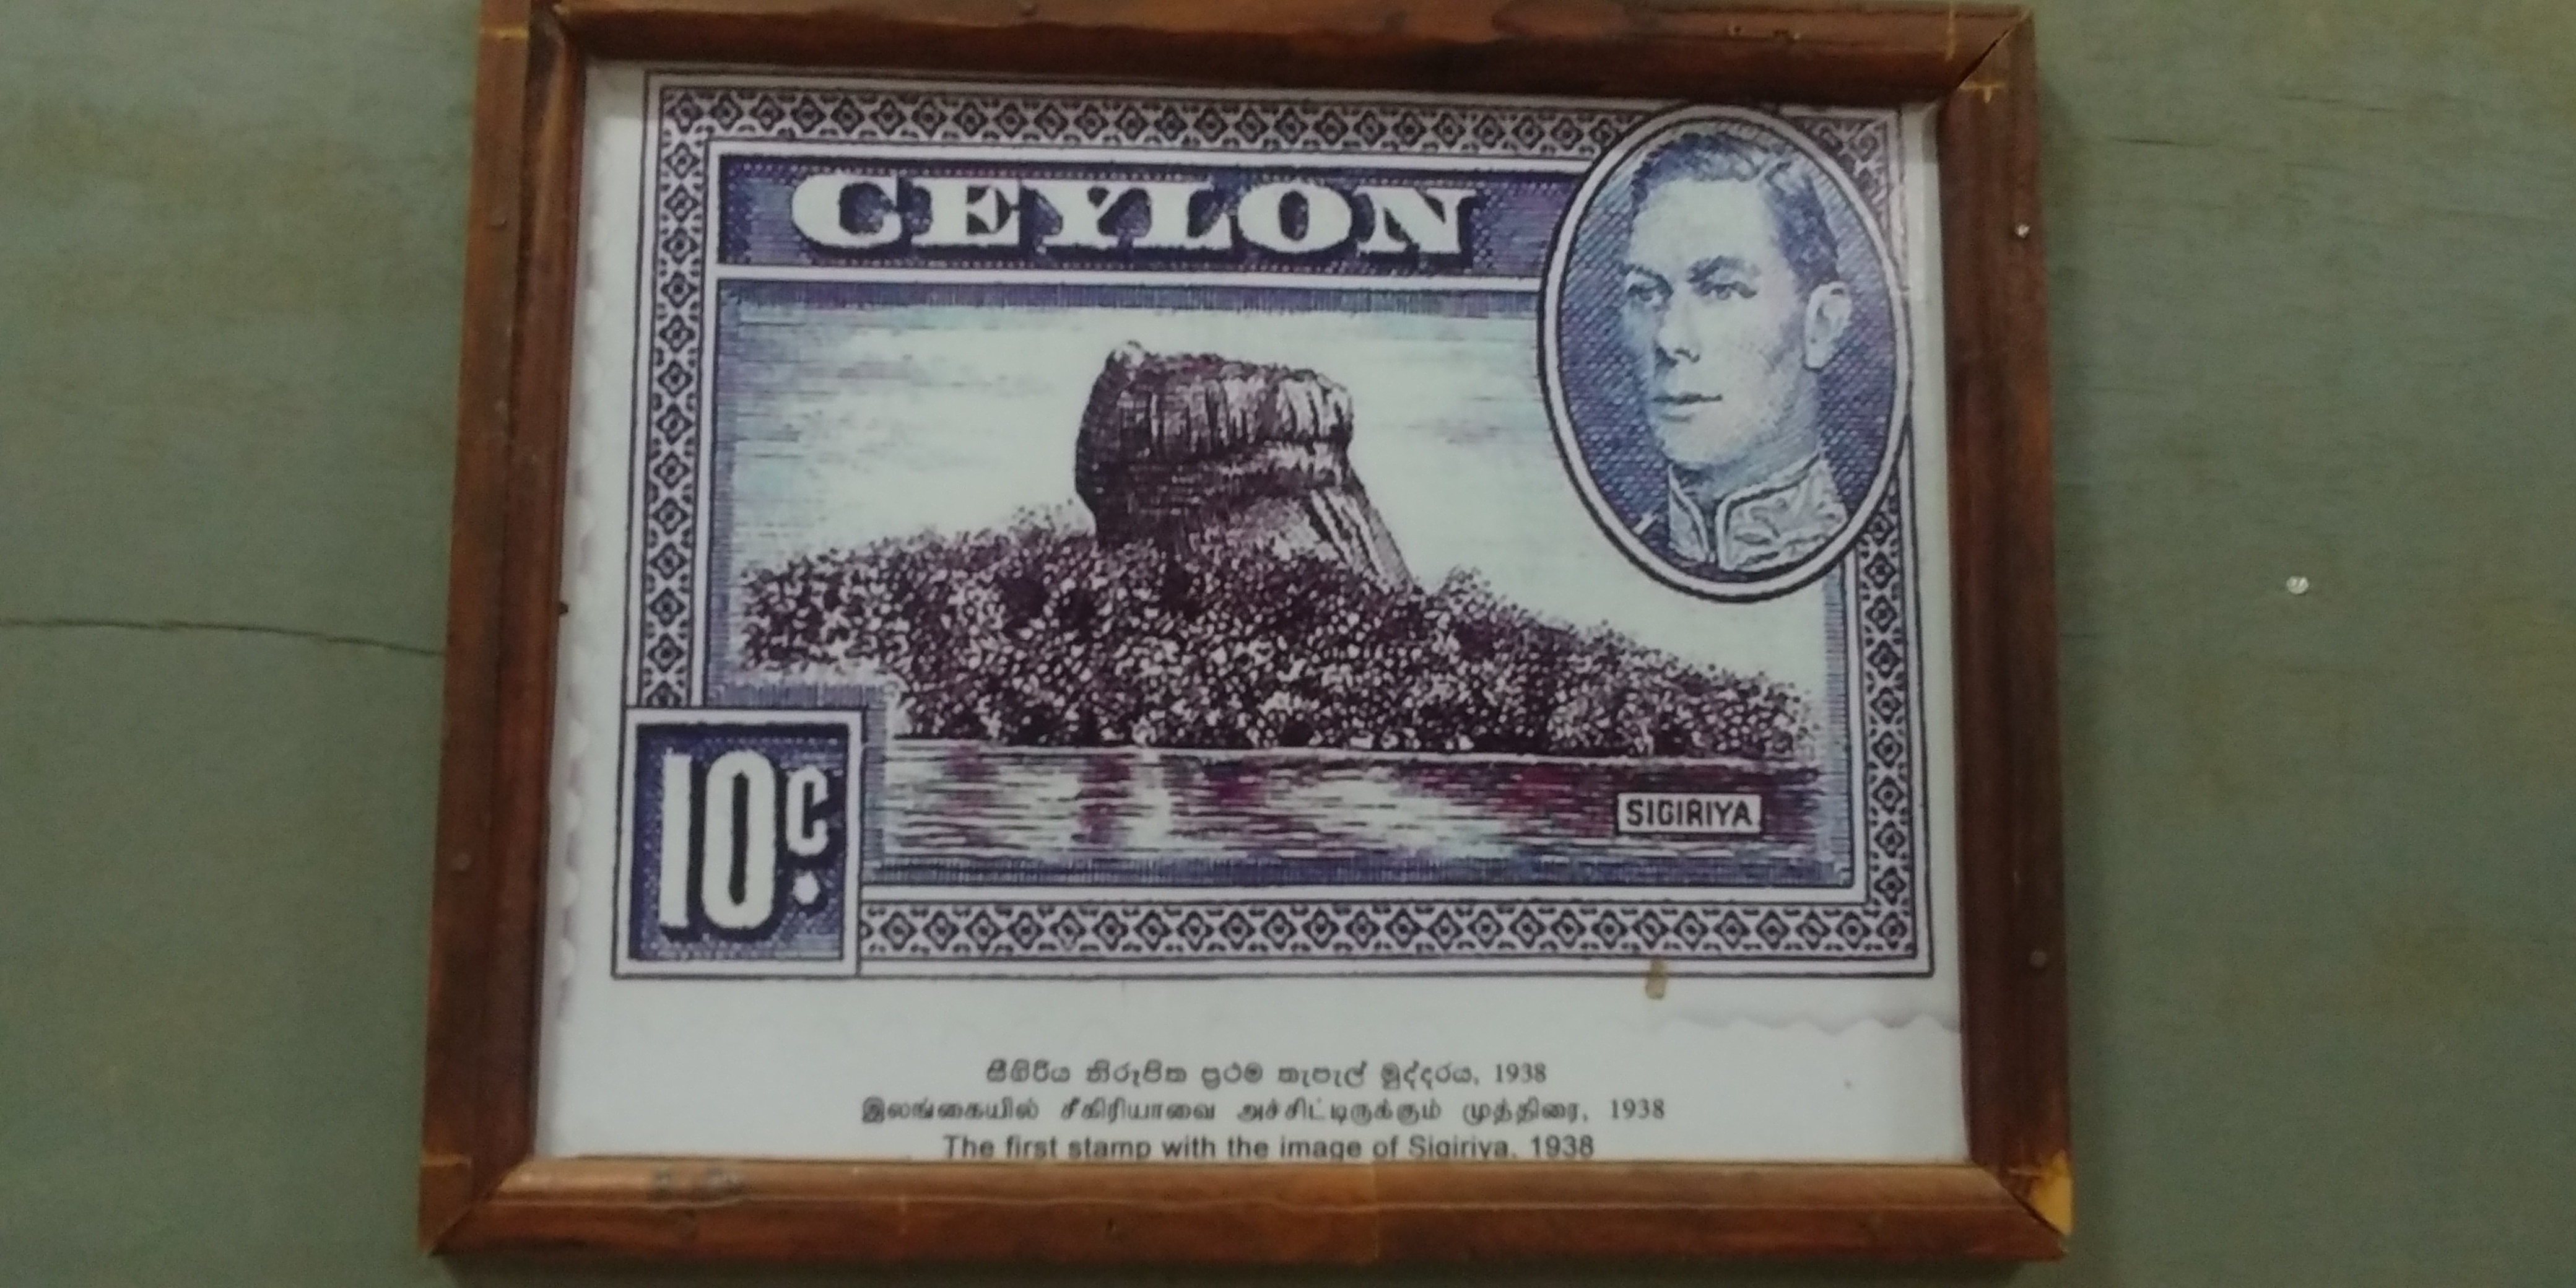 CEYLON
SIGIRIYA
10c.
සීගිරිය නිරූපිත ප්‍රථම තැපැල් මුද්දරය, 1938
இலங்கையில் சீகிரியாவை அச்சிட்டிருக்கும் முத்திரை, 1938
The first stamp with the image of Sigiriya, 1938